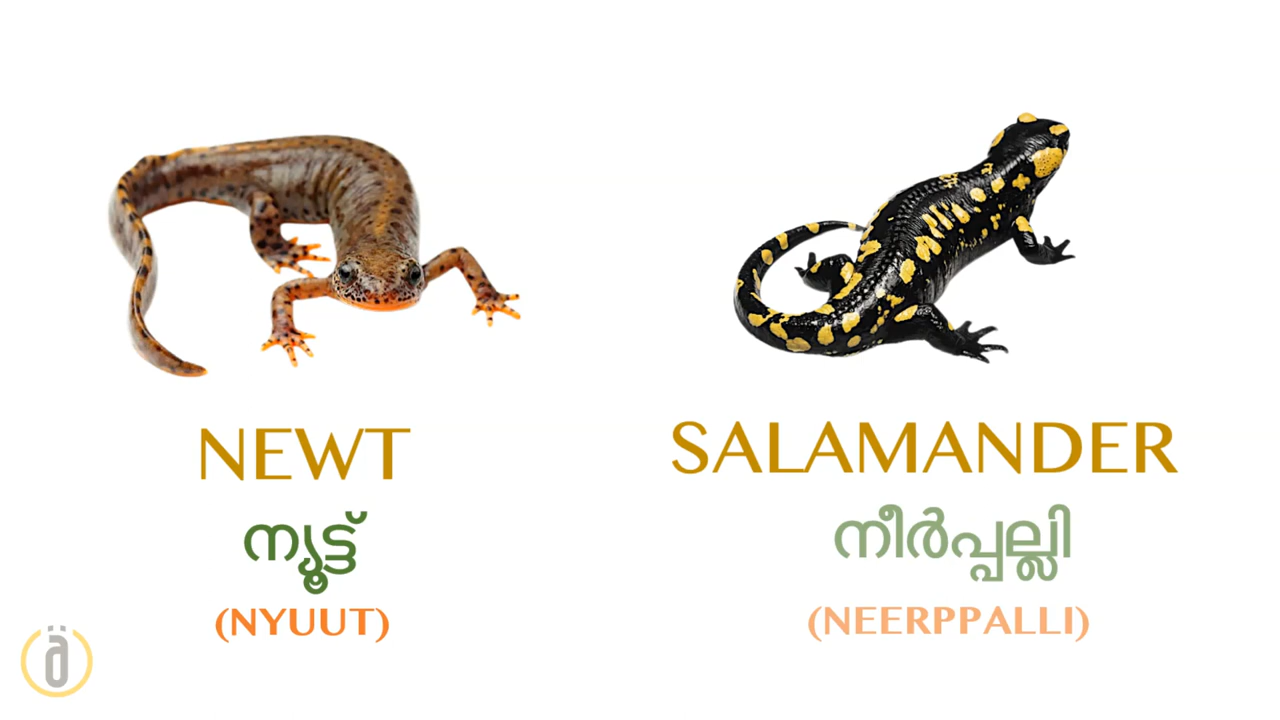 NEWT
ന്യൂട്ട്
(NYUUT)
SALAMANDER
നീർപ്പല്ലി
(NEERPPALLI)
ä